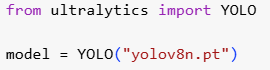 from ultralytics import YOLO
model = YOLO("yolov8n.pt")